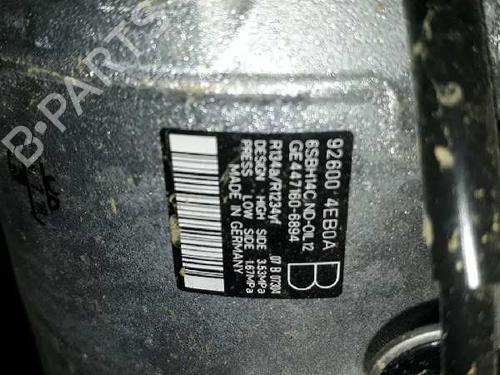 92600 4EB0A
6SBH14C ND-OIL12
GE447160-6894
R134a/R1234yf
DESIGN HIGH SIDE 3.53MPa
PRESS LOW SIDE 1.67MPa
MADE IN GERMANY
B
B-PARTS